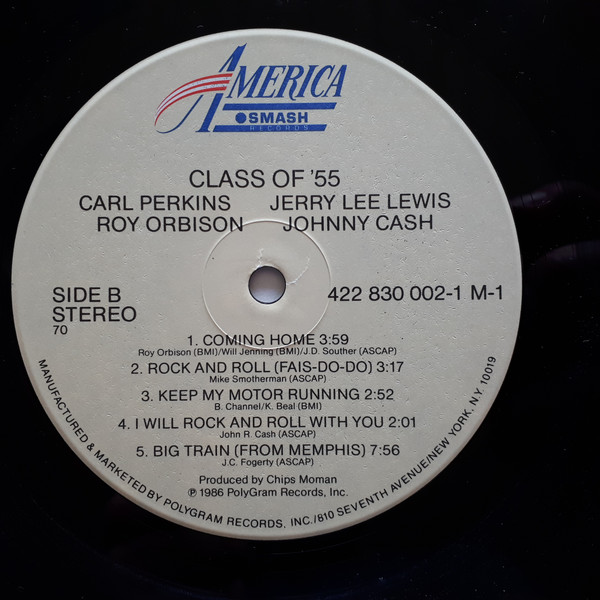 AMERICA
SMASH
RECORDS
CLASS OF '55
CARL PERKINS JERRY LEE LEWIS
ROY ORBISON JOHNNY CASH
SIDE B
STEREO
70
422 830 002-1 M-1
1. COMING HOME 3:59
Roy Orbison (BMI)/Will Jenning (BMI)/J.D. Souther (ASCAP)
2. ROCK AND ROLL (FAIS-DO-DO) 3:17
Mike Smotherman (ASCAP)
3. KEEP MY MOTOR RUNNING 2:52
B. Channel/K. Beal (BMI)
4. I WILL ROCK AND ROLL WITH YOU 2:01
John R. Cash (ASCAP)
5. BIG TRAIN (FROM MEMPHIS) 7:56
J.C. Fogerty (ASCAP)
Produced by Chips Moman
℗ 1986 PolyGram Records, Inc.
MANUFACTURED & MARKETED BY POLYGRAM RECORDS, INC./810 SEVENTH AVENUE/NEW YORK, N.Y. 10019